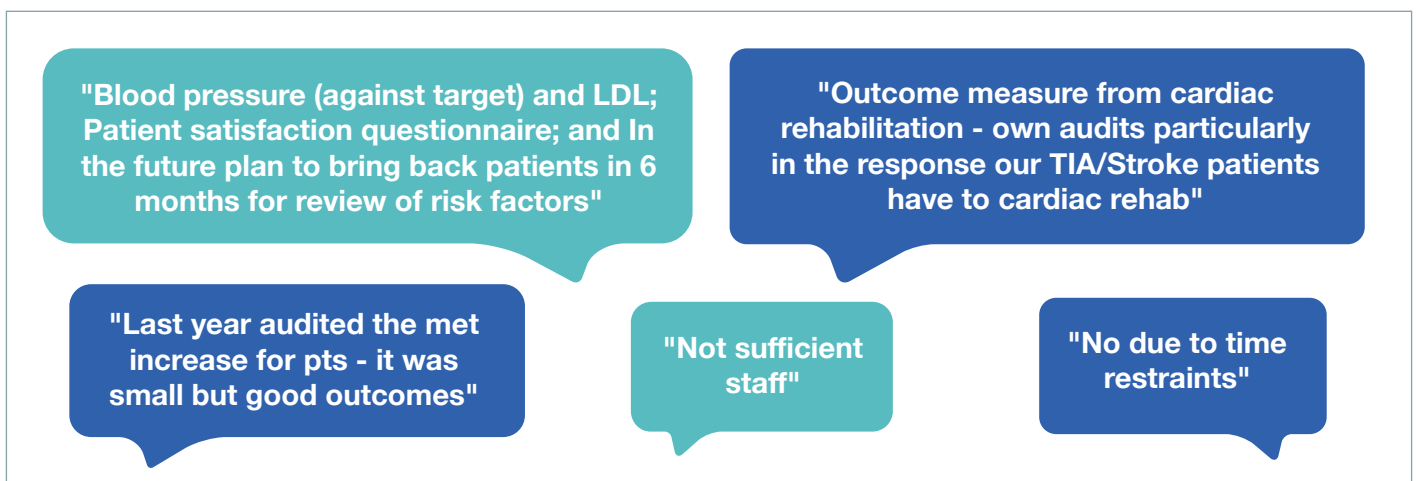 "Blood pressure (against target) and LDL;
Patient satisfaction questionnaire; and In
the future plan to bring back patients in 6
months for review of risk factors"
"Outcome measure from cardiac
rehabilitation - own audits particularly
in the response our TIA/Stroke patients
have to cardiac rehab"
"Last year audited the met
increase for pts - it was
small but good outcomes"
"Not sufficient
staff"
"No due to time
restraints"